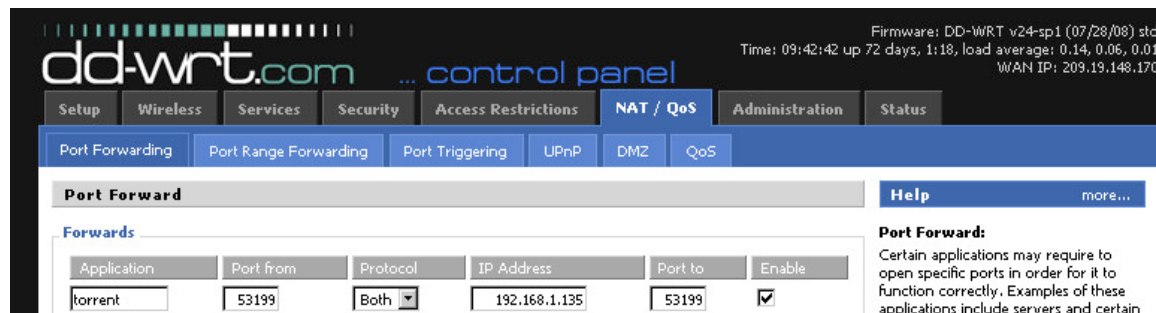 Firmware: DD-WRT v24-sp1 (07/28/08) std
Time: 09:42:42 up 72 days, 1:18, load average: 0.14, 0.06, 0.01
WAN IP: 209.19.148.170
dd-wrt.com ... control panel
Setup Wireless Services Security Access Restrictions NAT / QoS Administration Status
Port Forwarding Port Range Forwarding Port Triggering UPnP DMZ QoS
Port Forward
Forwards
Application Port from Protocol IP Address Port to Enable
torrent 53199 Both 192.168.1.135 53199
Help more...
Port Forward:
Certain applications may require to
open specific ports in order for it to
function correctly. Examples of these
applications include servers and certain